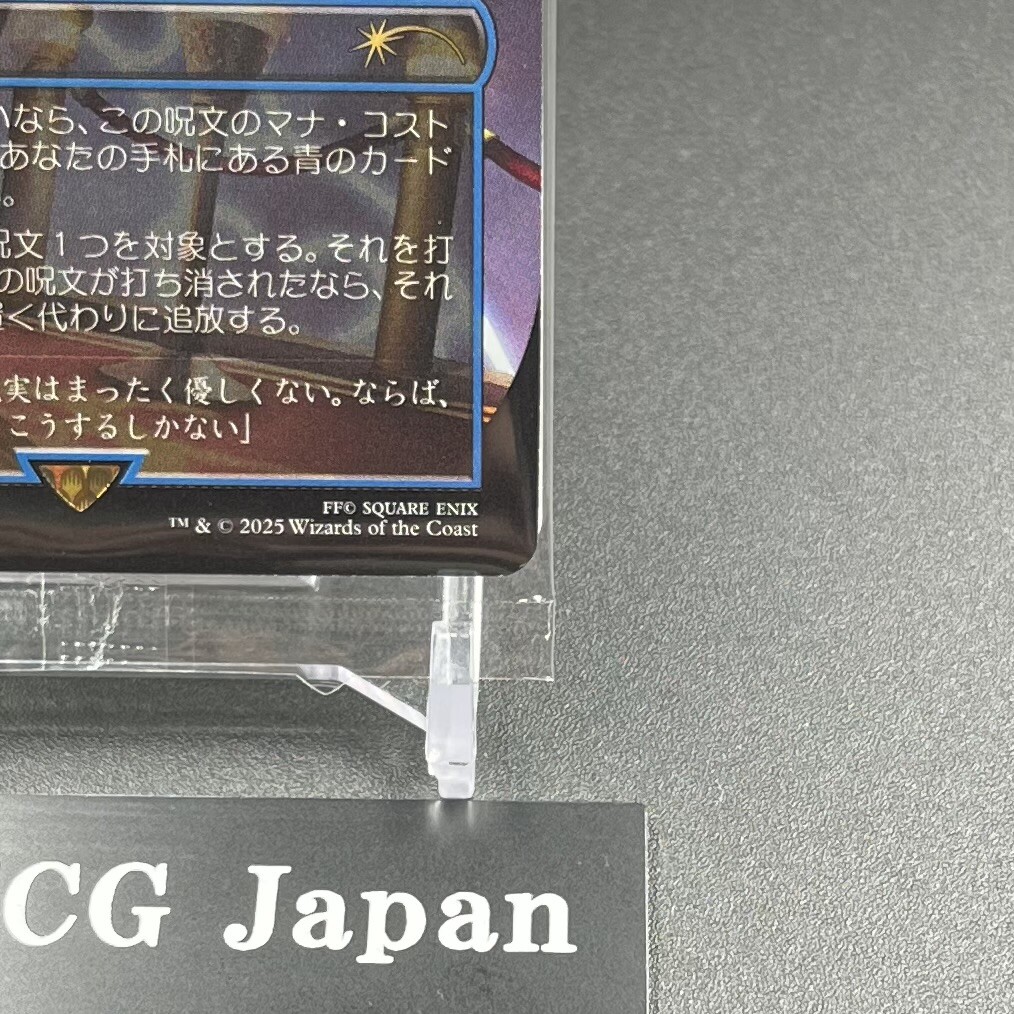 いなら、この呪文のマナ・コスト
あなたの手札にある青のカード
。
呪文1つを対象とする。それを打
の呪文が打ち消されたなら、それ
く代わりに追放する。
実はまったく優しくない。ならば、
こうするしかない」
FF© SQUARE ENIX
™ & © 2025 Wizards of the Coast
CG Japan